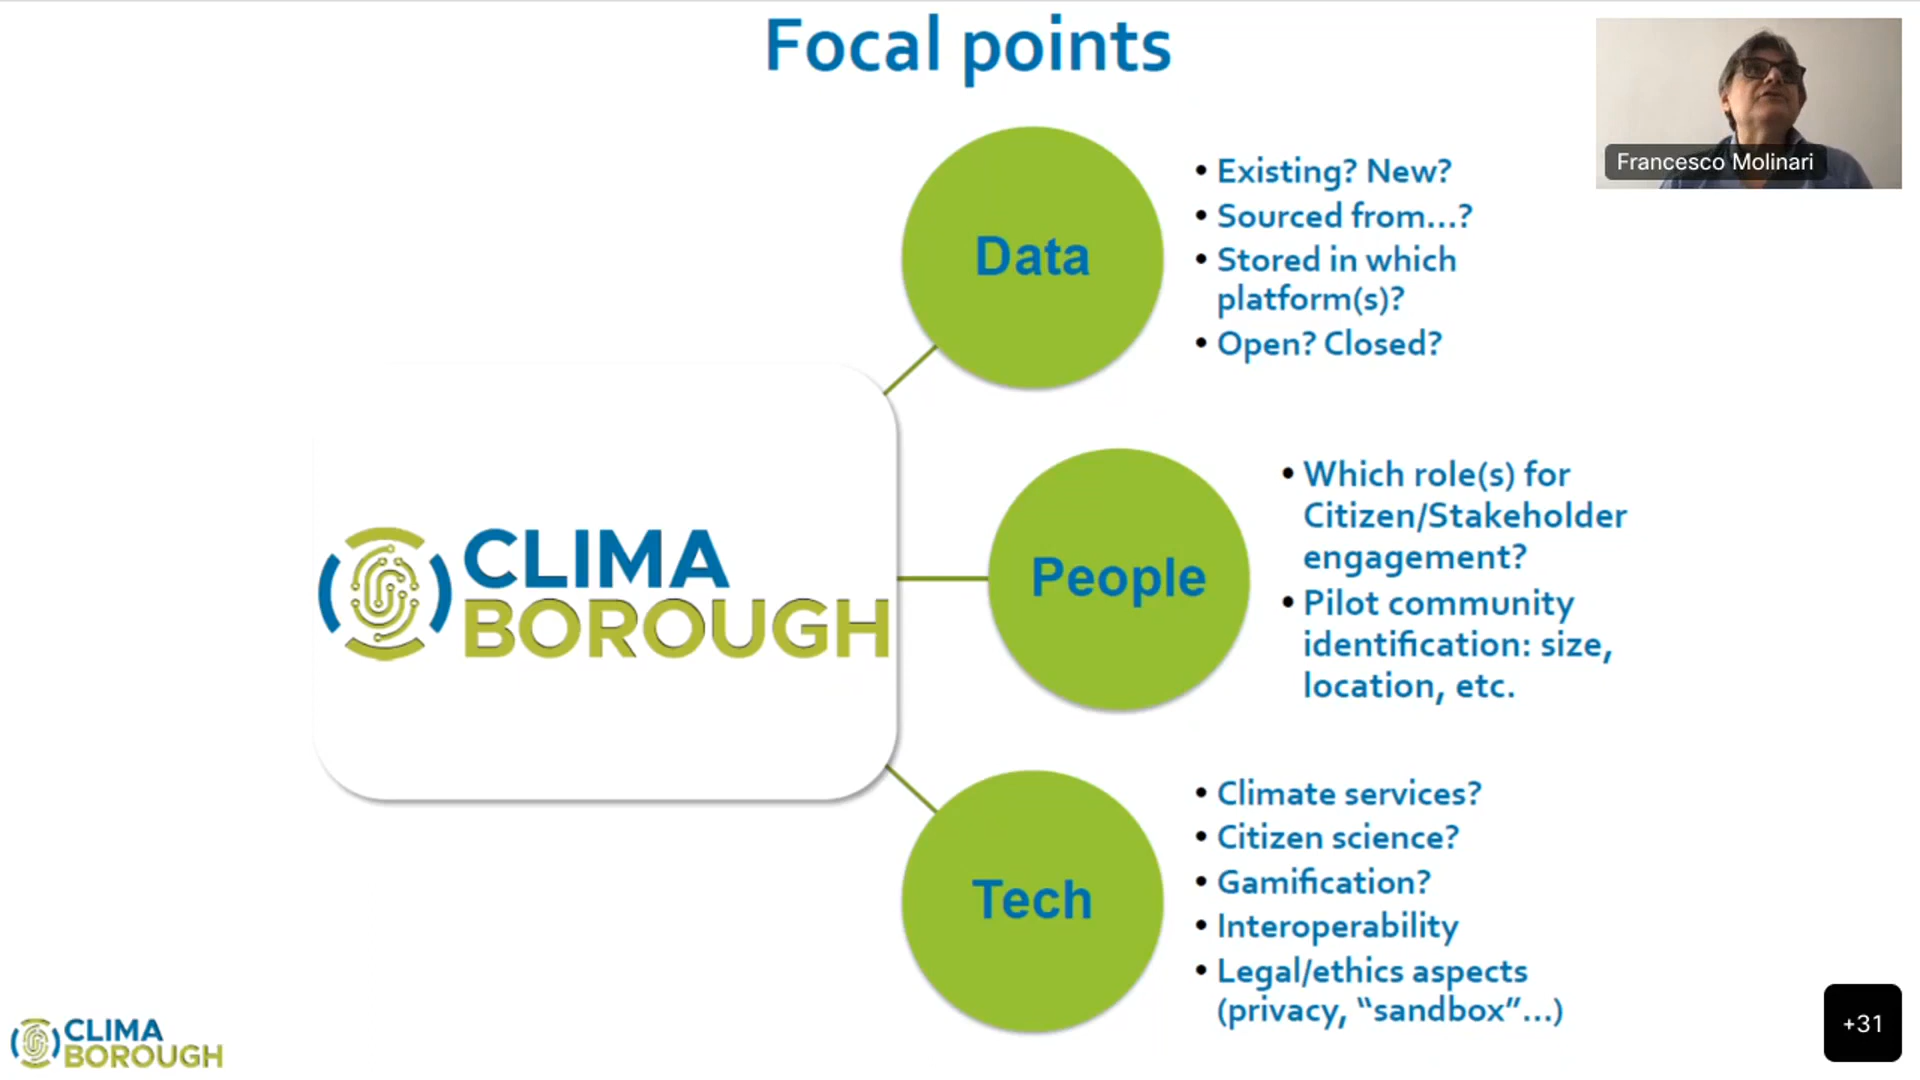 Focal points
Francesco Molinari
Data
• Existing? New?
• Sourced from...?
• Stored in which
platform(s)?
• Open? Closed?
CLIMA
BOROUGH
People
• Which role(s) for
Citizen/Stakeholder
engagement?
• Pilot community
identification: size,
location, etc.
Tech
• Climate services?
• Citizen science?
• Gamification?
• Interoperability
• Legal/ethics aspects
(privacy, “sandbox”...)
CLIMA
BOROUGH
+31